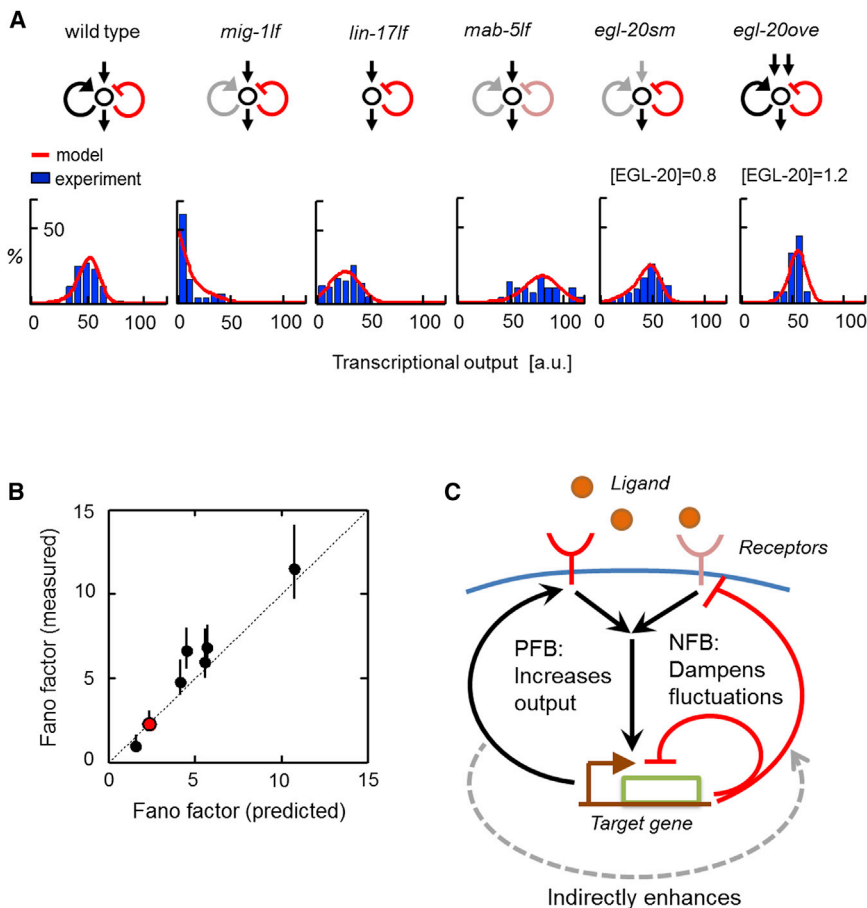 A
wild type mig-1lf lin-17lf mab-5lf egl-20sm egl-20ove
model
experiment
[EGL-20]=0.8 [EGL-20]=1.2
50
%
0 50 100 0 50 100 0 50 100 0 50 100 0 50 100 0 50 100
Transcriptional output [a.u.]
B
15
10
5
0
0 5 10 15
Fano factor (measured)
Fano factor (predicted)
C
Ligand
Receptors
PFB:
Increases
output
NFB:
Dampens
fluctuations
Target gene
Indirectly enhances